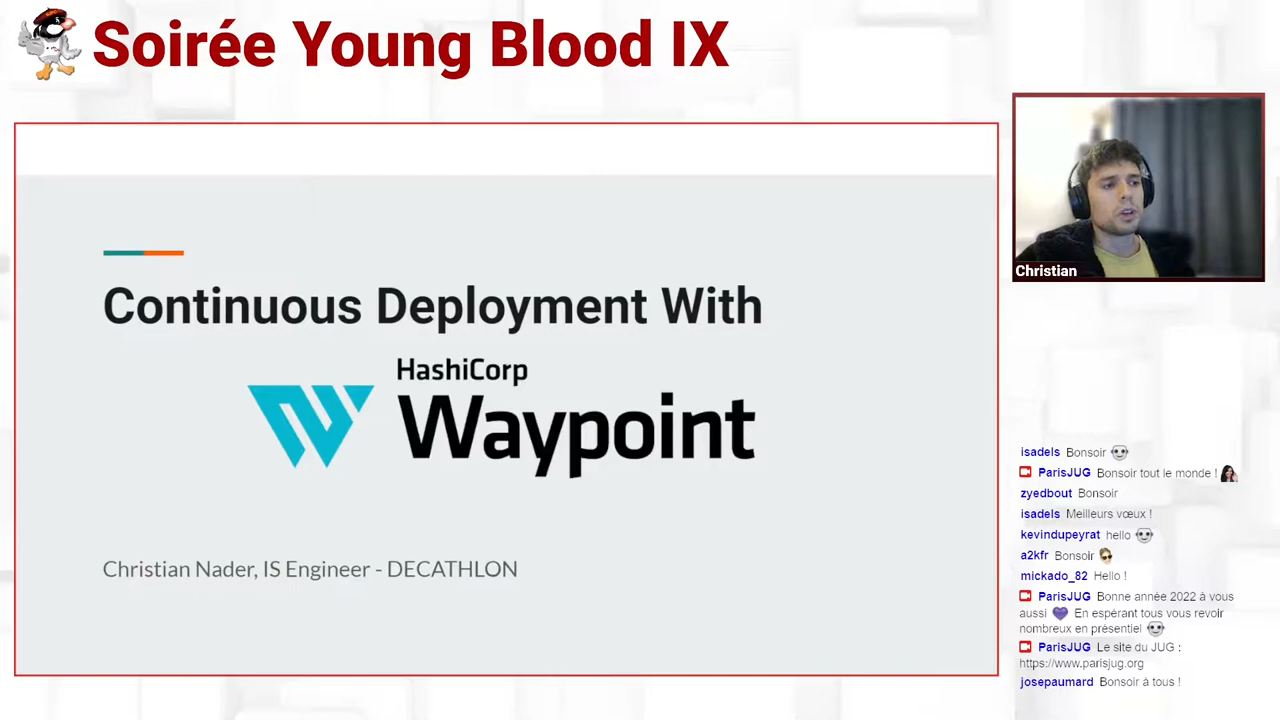 Soirée Young Blood IX
Continuous Deployment With
HashiCorp
Waypoint
Christian Nader, IS Engineer - DECATHLON
Christian
isadels Bonsoir
ParisJUG Bonsoir tout le monde !
zyedbout Bonsoir
isadels Meilleurs vœux !
kevindupeyrat hello
a2kfr Bonsoir
mickado_82 Hello !
ParisJUG Bonne année 2022 à vous
aussi 💜 En espérant tous vous revoir
nombreux en présentiel
ParisJUG Le site du JUG :
https://www.parisjug.org
josepaumard Bonsoir à tous !